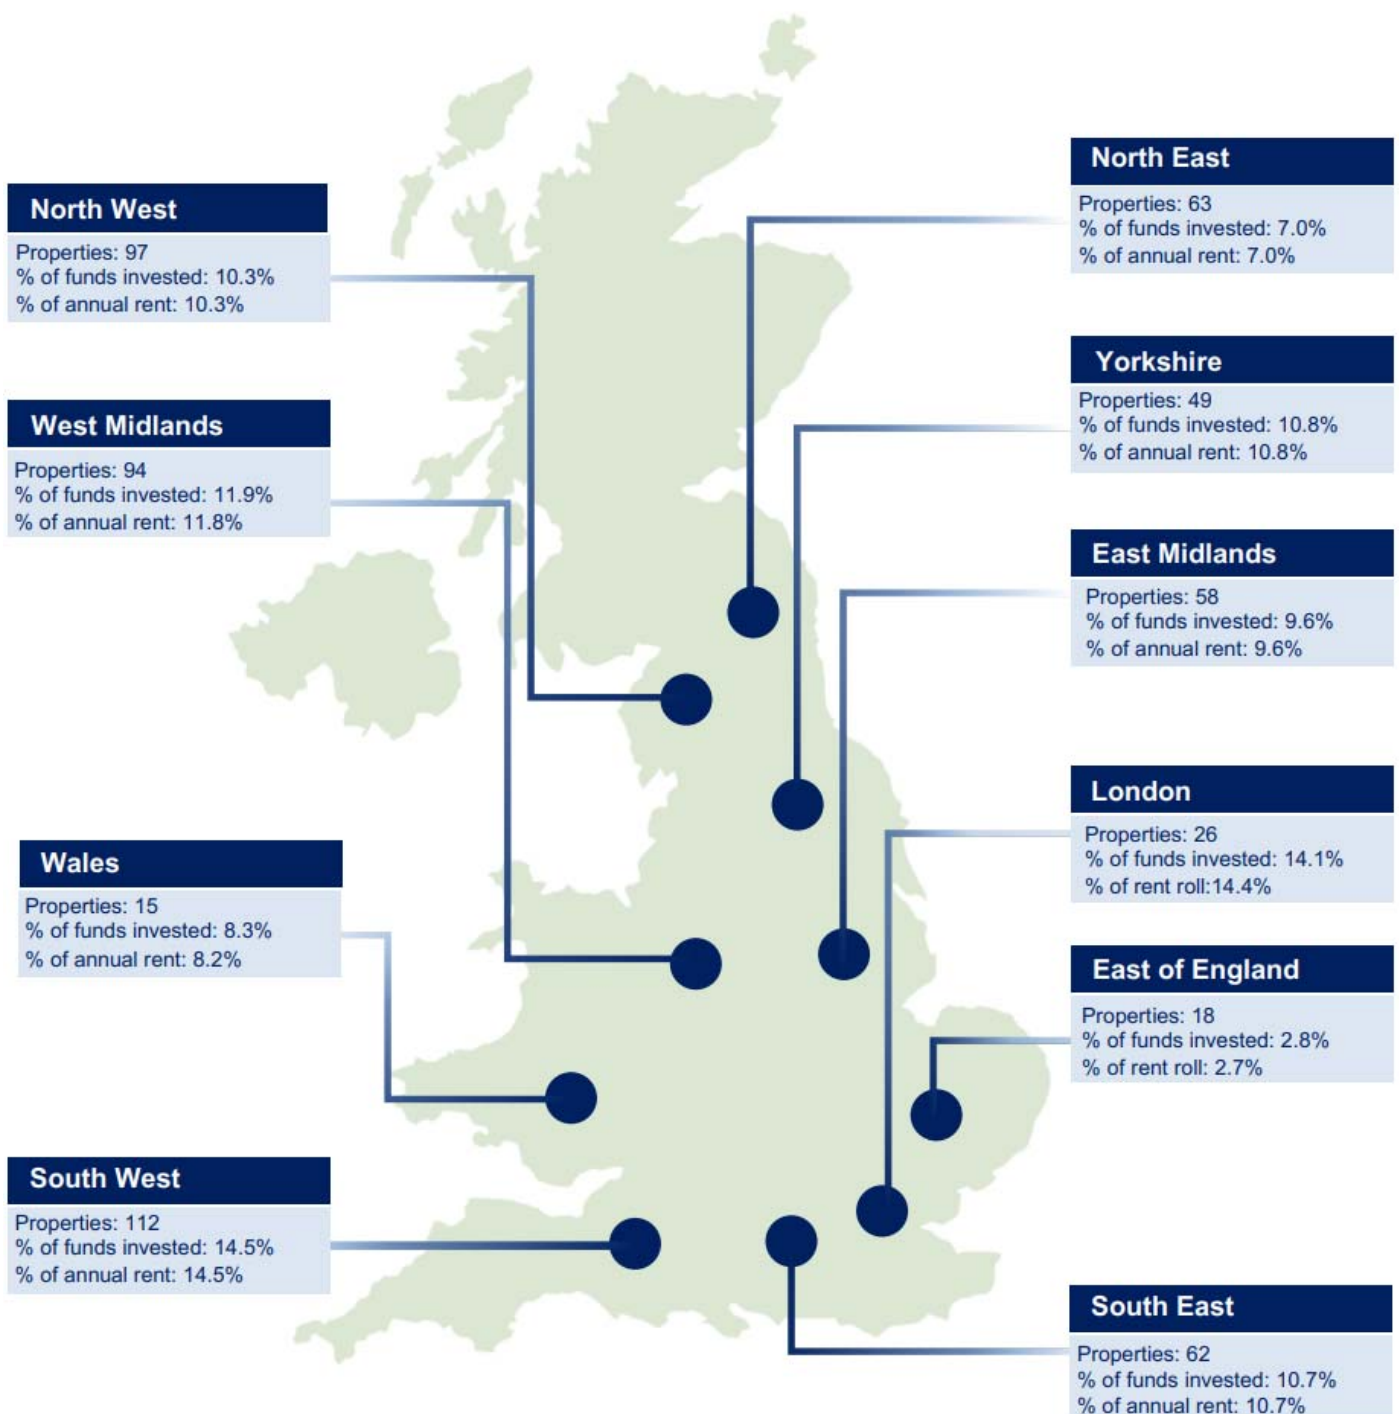 North West
Properties: 97
% of funds invested: 10.3%
% of annual rent: 10.3%
West Midlands
Properties: 94
% of funds invested: 11.9%
% of annual rent: 11.8%
Wales
Properties: 15
% of funds invested: 8.3%
% of annual rent: 8.2%
South West
Properties: 112
% of funds invested: 14.5%
% of annual rent: 14.5%
North East
Properties: 63
% of funds invested: 7.0%
% of annual rent: 7.0%
Yorkshire
Properties: 49
% of funds invested: 10.8%
% of annual rent: 10.8%
East Midlands
Properties: 58
% of funds invested: 9.6%
% of annual rent: 9.6%
London
Properties: 26
% of funds invested: 14.1%
% of rent roll:14.4%
East of England
Properties: 18
% of funds invested: 2.8%
% of rent roll: 2.7%
South East
Properties: 62
% of funds invested: 10.7%
% of annual rent: 10.7%